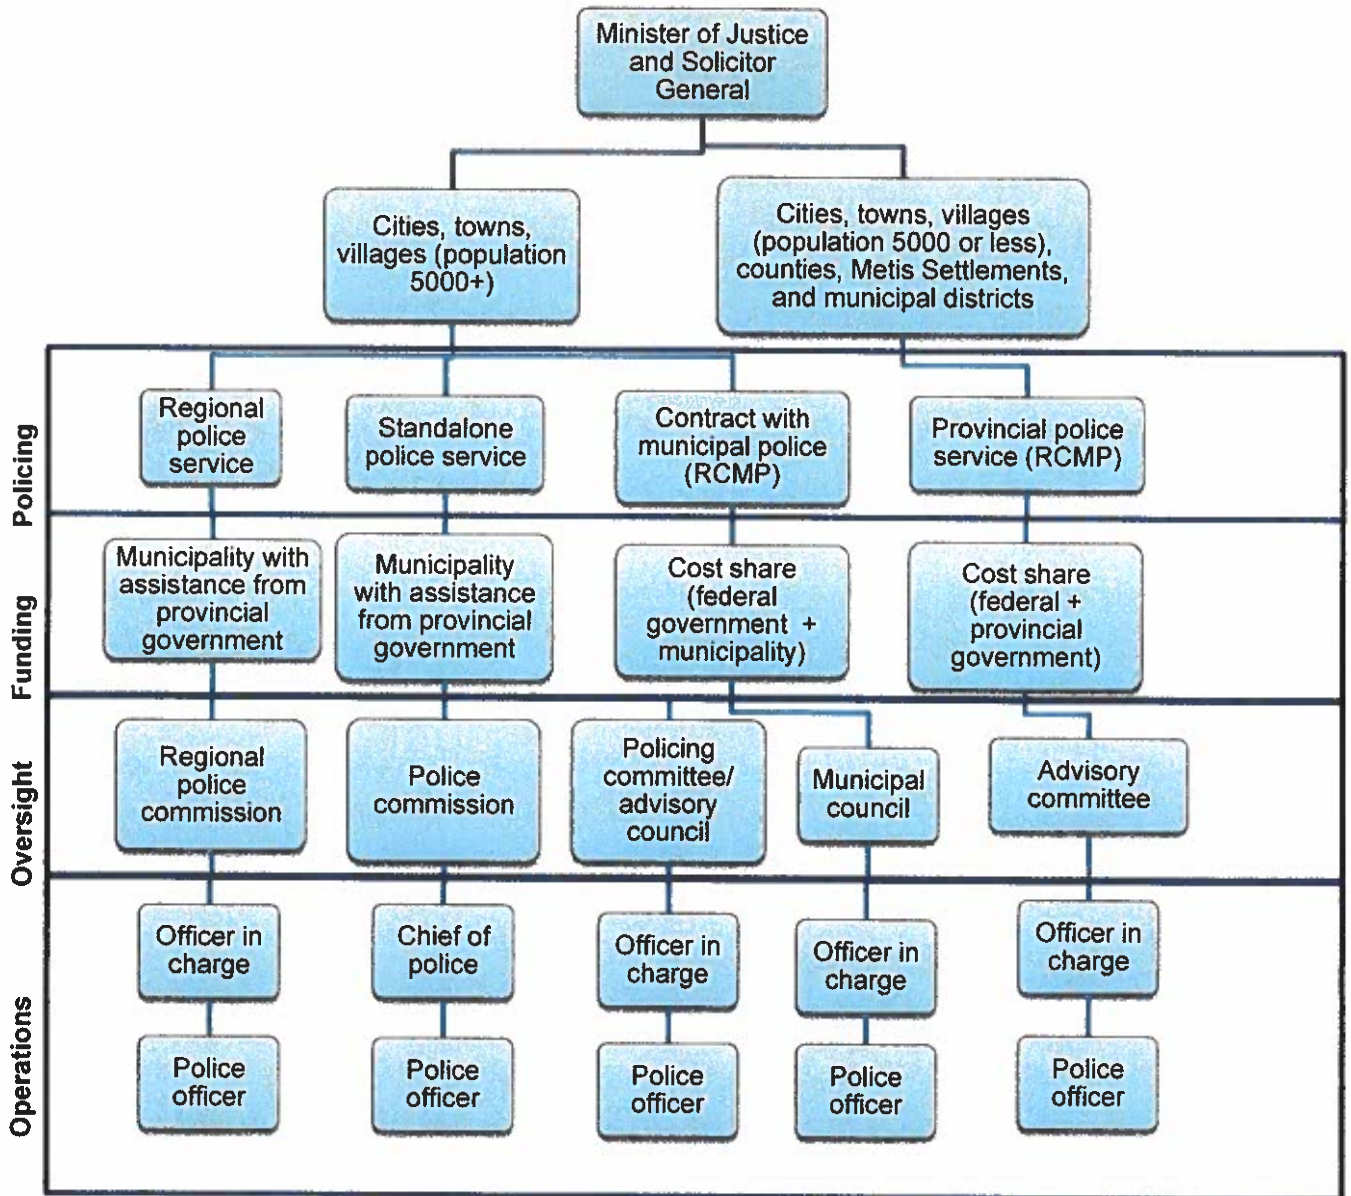 Minister of Justice
and Solicitor
General
Cities, towns,
villages (population
5000+)
Cities, towns, villages
(population 5000 or less),
counties, Metis Settlements,
and municipal districts
Policing
Regional
police
service
Standalone
police service
Contract with
municipal police
(RCMP)
Provincial police
service (RCMP)
Funding
Municipality with
assistance from
provincial
government
Municipality
with assistance
from provincial
government
Cost share
(federal
government +
municipality)
Cost share
(federal +
provincial
government)
Oversight
Regional
police
commission
Police
commission
Policing
committee/
advisory
council
Municipal
council
Advisory
committee
Operations
Officer in
charge
Chief of
police
Officer in
charge
Officer in
charge
Officer in
charge
Police
officer
Police
officer
Police
officer
Police
officer
Police
officer